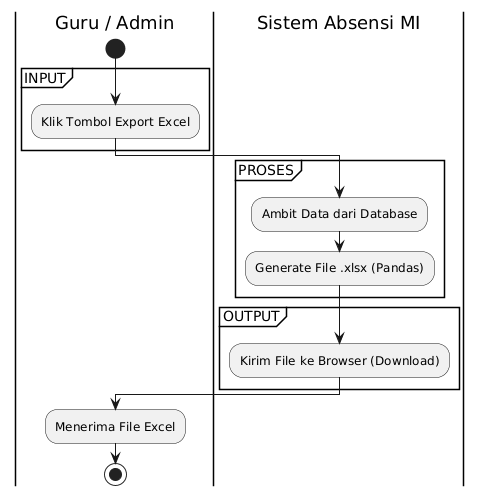 Guru / Admin
Sistem Absensi MI
INPUT
Klik Tombol Export Excel
PROSES
Ambit Data dari Database
Generate File .xlsx (Pandas)
OUTPUT
Kirim File ke Browser (Download)
Menerima File Excel